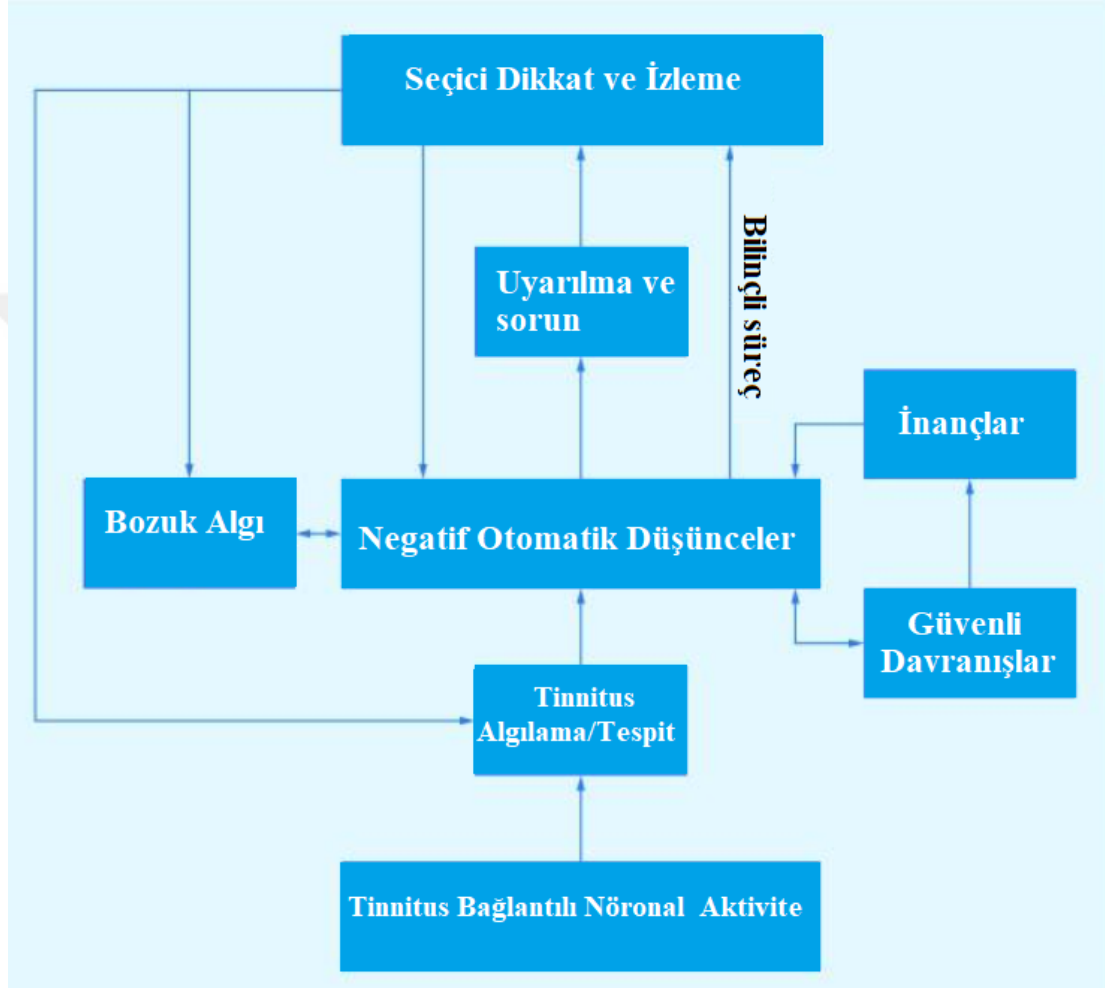 Seçici Dikkat ve İzleme
Uyarılma ve
sorun
Bilinçli süreç
İnançlar
Bozuk Algı
Negatif Otomatik Düşünceler
Güvenli
Davranışlar
Tinnitus
Algılama/Tespit
Tinnitus Bağlantılı Nöronal Aktivite